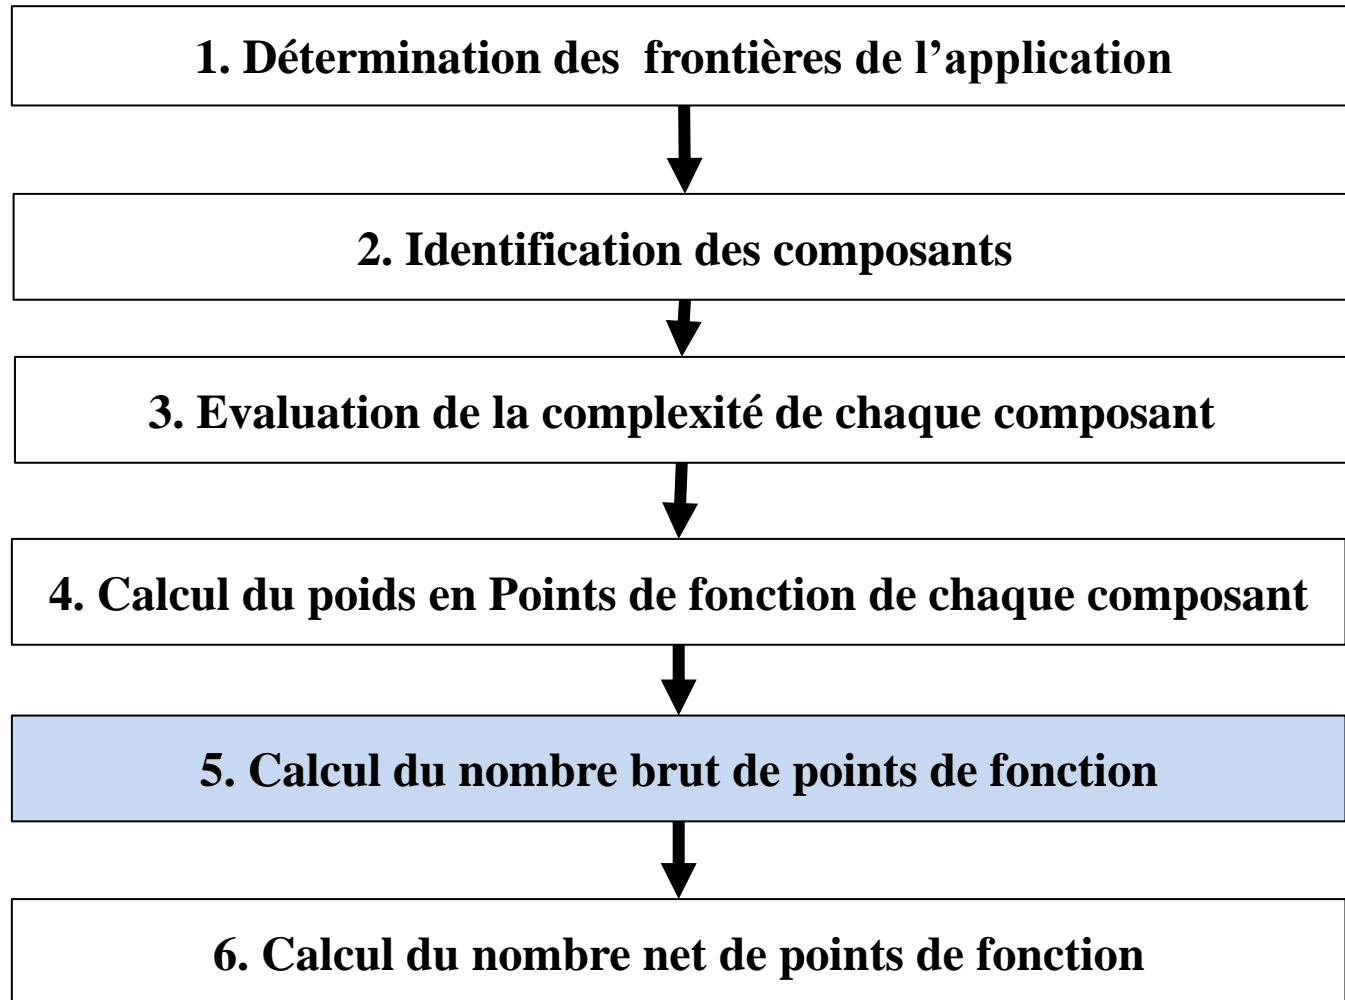 1. Détermination des frontières de l’application
2. Identification des composants
3. Evaluation de la complexité de chaque composant
4. Calcul du poids en Points de fonction de chaque composant
5. Calcul du nombre brut de points de fonction
6. Calcul du nombre net de points de fonction